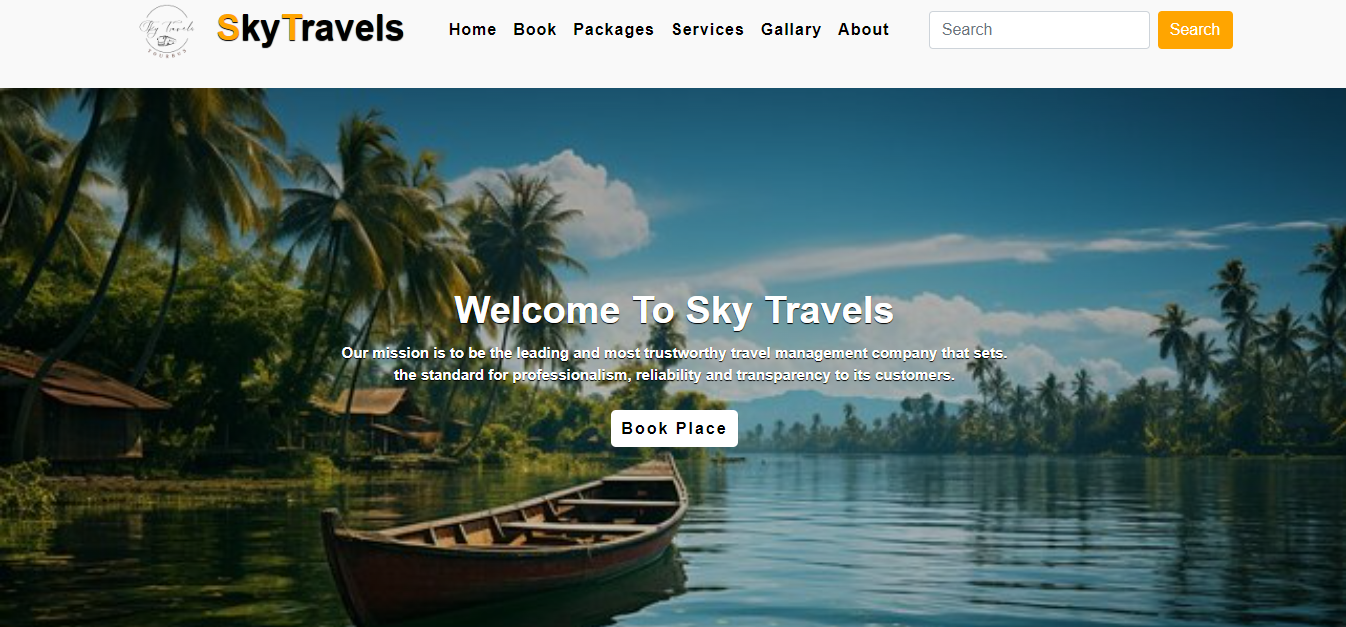 Sky Travels
TOURBUS
SkyTravels
Home Book Packages Services Gallary About
Search
Search
Welcome To Sky Travels
Our mission is to be the leading and most trustworthy travel management company that sets.
the standard for professionalism, reliability and transparency to its customers.
Book Place